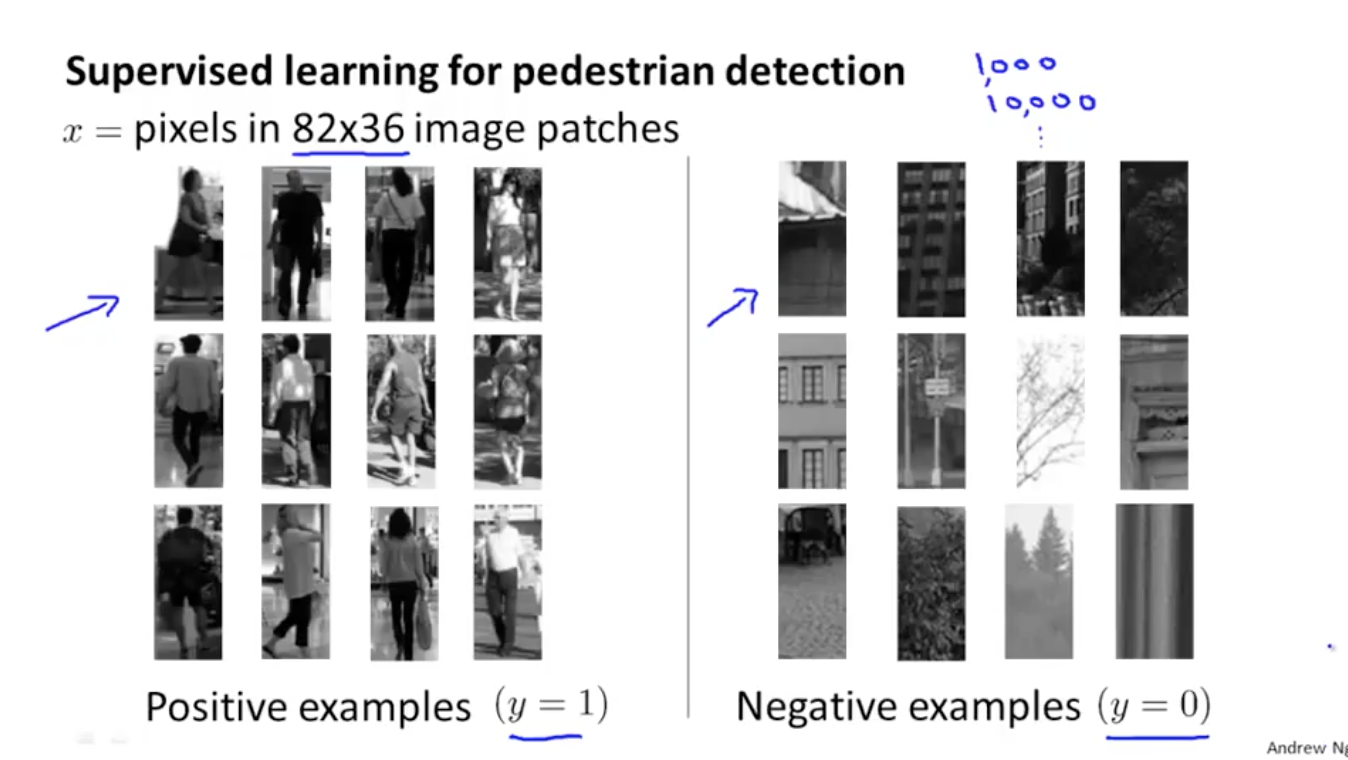 Supervised learning for pedestrian detection
1,000
10,000
x = pixels in 82x36 image patches
Positive examples (y = 1)
Negative examples (y = 0)
Andrew Ng